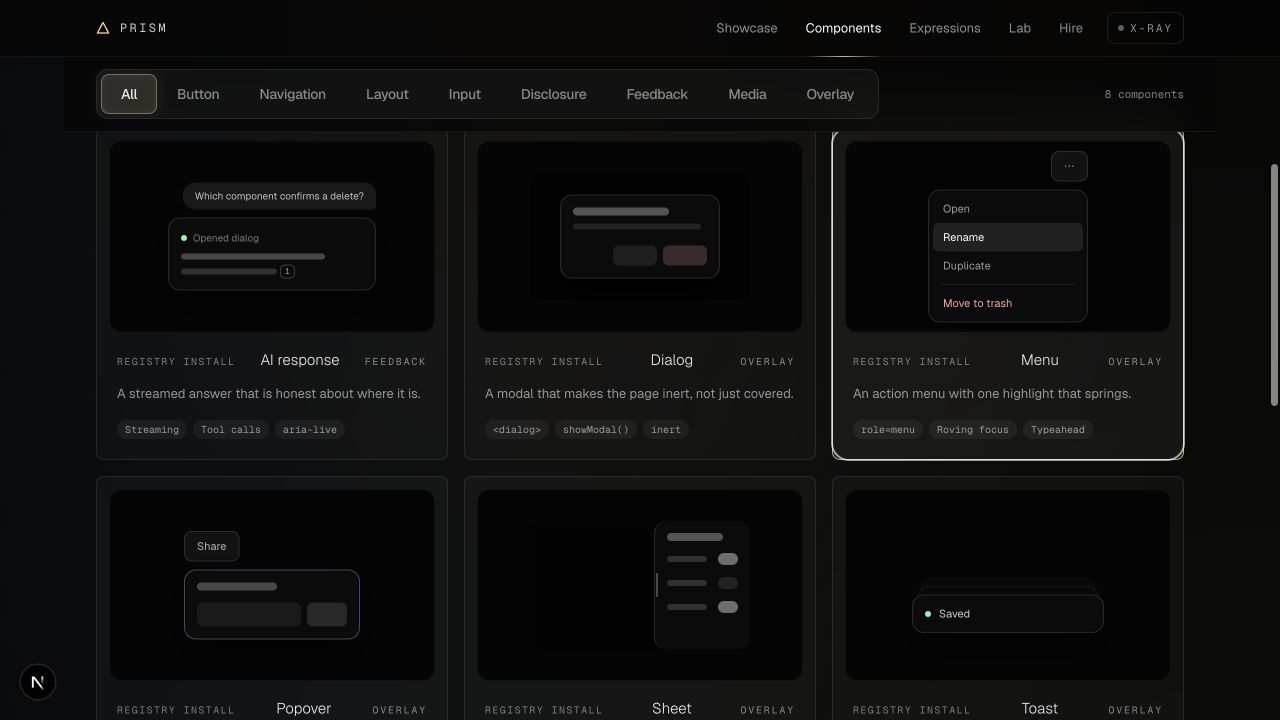 PRISM
Showcase Components Expressions Lab Hire X-RAY
All Button Navigation Layout Input Disclosure Feedback Media Overlay 8 components
Which component confirms a delete?
Opened dialog
1
REGISTRY INSTALL AI response FEEDBACK
A streamed answer that is honest about where it is.
Streaming Tool calls aria-live
REGISTRY INSTALL Dialog OVERLAY
A modal that makes the page inert, not just covered.
<dialog> showModal() inert
...
Open
Rename
Duplicate
Move to trash
REGISTRY INSTALL Menu OVERLAY
An action menu with one highlight that springs.
role=menu Roving focus Typeahead
Share
REGISTRY INSTALL Popover OVERLAY
REGISTRY INSTALL Sheet OVERLAY
Saved
REGISTRY INSTALL Toast OVERLAY
N